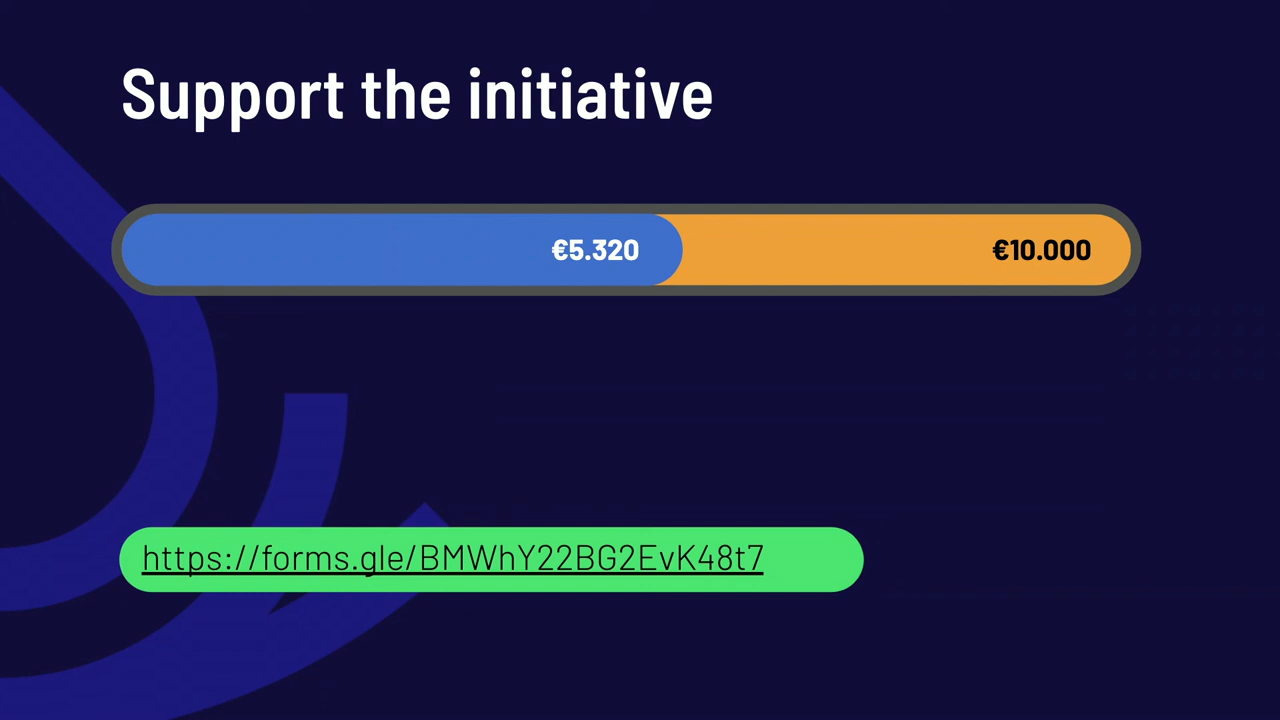 Support the initiative
€5.320
€10.000
https://forms.gle/BMWhY22BG2EvK48t7